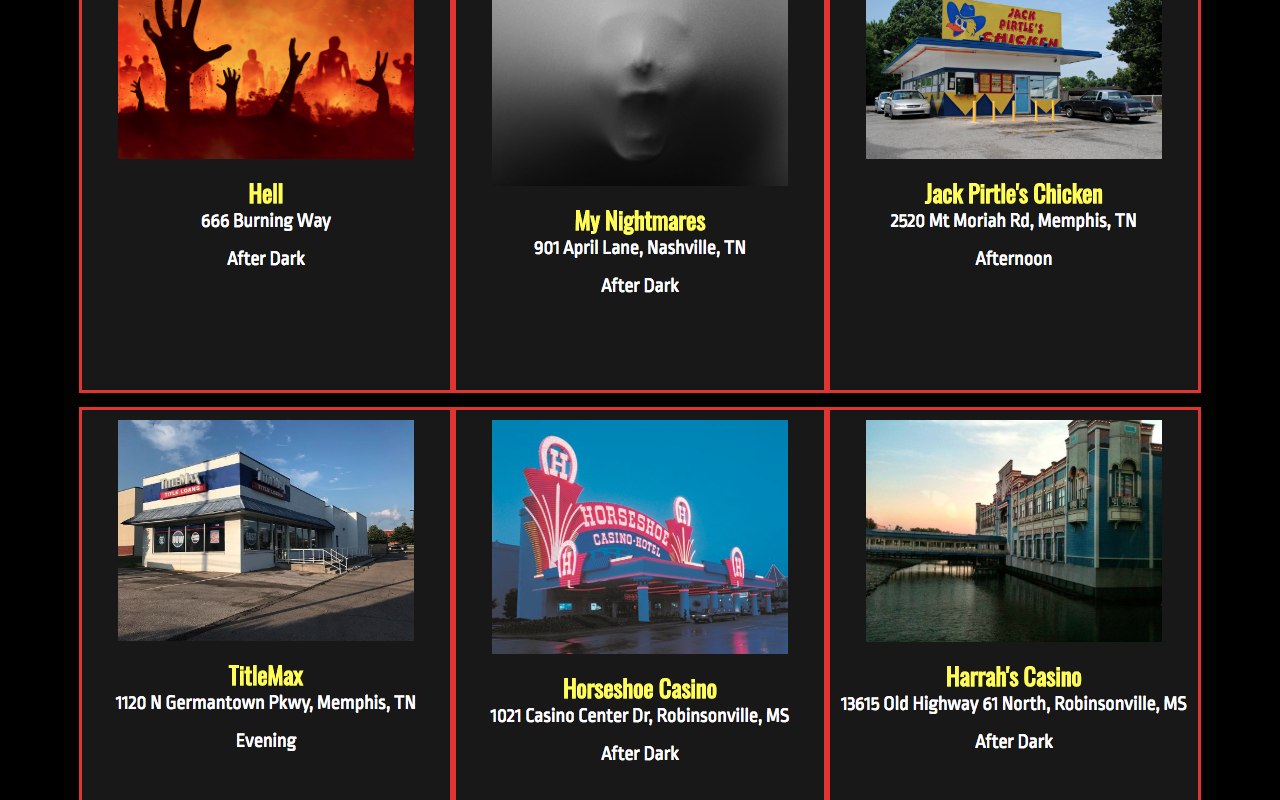 JACK
PIRTLE'S
CHICKEN
Hell
666 Burning Way
After Dark
My Nightmares
901 April Lane, Nashville, TN
After Dark
Jack Pirtle's Chicken
2520 Mt Moriah Rd, Memphis, TN
Afternoon
TitleMax
TITLE LOANS
TitleMax
TitleMax
1120 N Germantown Pkwy, Memphis, TN
Evening
H
H
HORSESHOE
CASINO·HOTEL
H
H
Horseshoe Casino
1021 Casino Center Dr, Robinsonville, MS
After Dark
Harrah's Casino
13615 Old Highway 61 North, Robinsonville, MS
After Dark